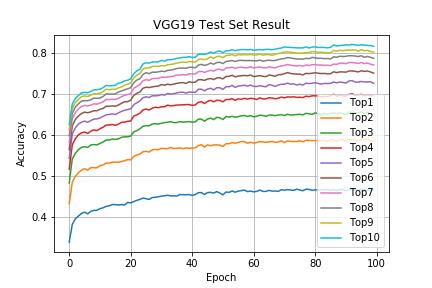 VGG19 Test Set Result
Accuracy
0.8
0.7
0.6
0.5
0.4
0
20
40
60
80
100
Epoch
Top1
Top2
Top3
Top4
Top5
Top6
Top7
Top8
Top9
Top10